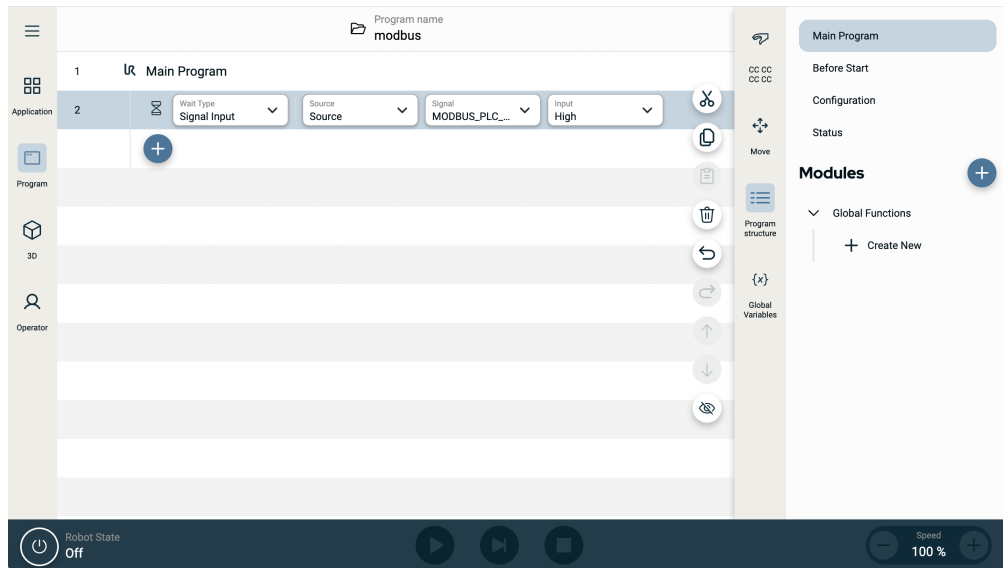 Program name
modbus
Application
Program
3D
Operator
1 Main Program
2 Wait Type Signal Input Source Source Signal MODBUS_PLC_... Input High
CC CC
CC CC
Move
Program
structure
{x}
Global
Variables
Main Program
Before Start
Configuration
Status
Modules
Global Functions
Create New
Robot State
Off
Speed
100 %